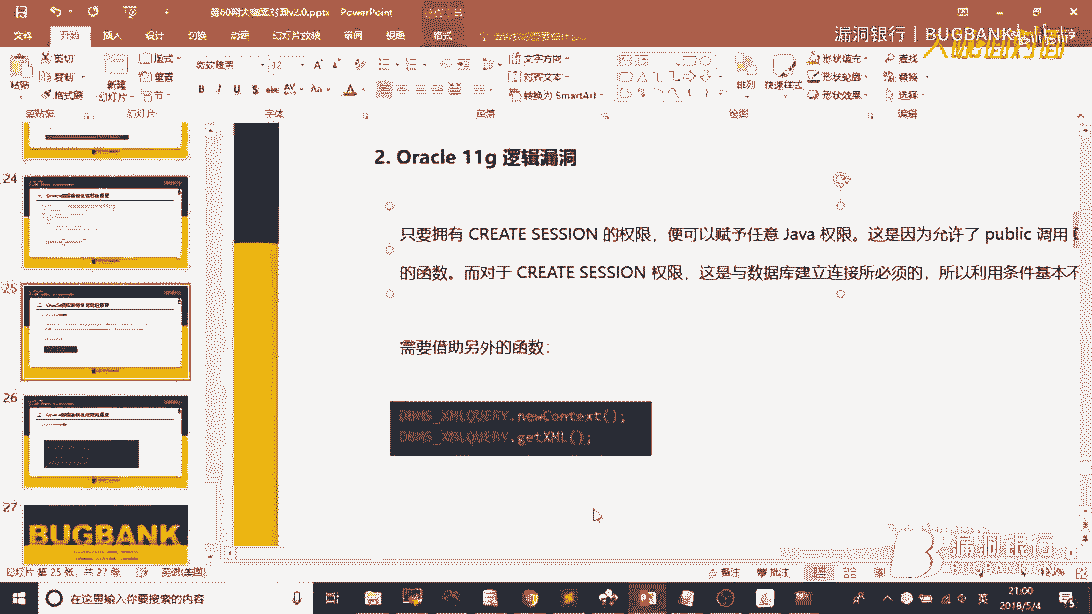 第60期大咖面对面v2.0.pptx - PowerPoint
文件 开始 插入 设计 切换 动画 幻灯片放映 审阅 视图 格式
漏洞银行 | BUGBANK
大咖面对面
粘贴 剪切 复制 格式刷
新建 幻灯片 版式 重置 节
B I U S abc AV Aa A
文字方向 对齐文本 转换为 SmartArt
排列 快速样式 形状填充 形状轮廓 形状效果
查找 替换 选择
剪贴板 幻灯片 字体 段落 绘图 编辑
24
25
26
27
BUGBANK
2. Oracle 11g 逻辑漏洞
只要拥有 CREATE SESSION 的权限，便可以赋予任意 Java 权限。这是因为允许了 public 调用
的函数。而对于 CREATE SESSION 权限，这是与数据库建立连接所必须的，所以利用条件基本不
需要借助另外的函数：
DBMS_XMLQUERY.newContext();
DBMS_XMLQUERY.getXML();
漏洞银行
BUGBANK
幻灯片 第 25 张，共 27 张
备注 批注
在这里输入你要搜索的内容
英
21:00
2018/5/4